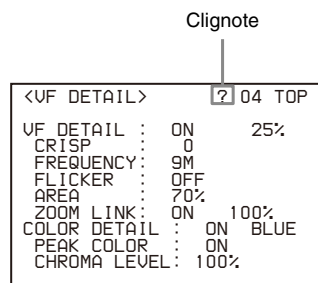 Clignote
<VF DETAIL> ? 04 TOP
VF DETAIL : ON 25%
CRISP : 0
FREQUENCY: 9M
FLICKER : OFF
AREA : 70%
ZOOM LINK: ON 100%
COLOR DETAIL : ON BLUE
PEAK COLOR : ON
CHROMA LEVEL: 100%